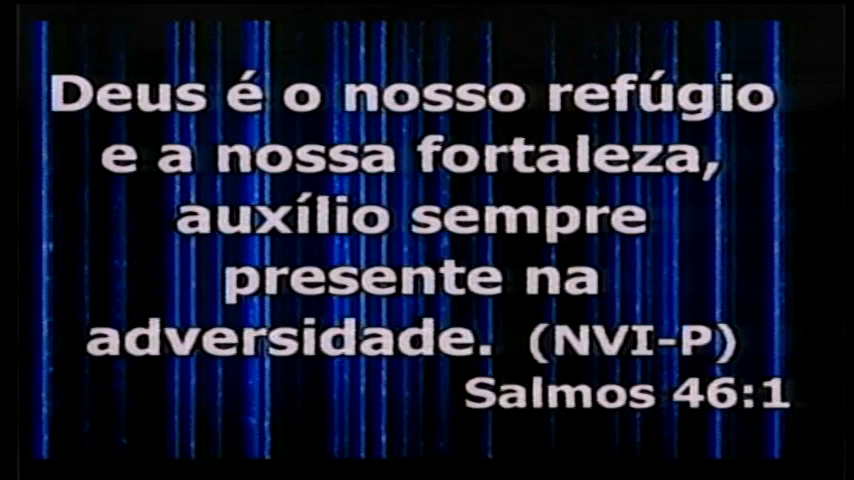 Deus é o nosso refúgio
e a nossa fortaleza,
auxílio sempre
presente na
adversidade. (NVI-P)
Salmos 46:1